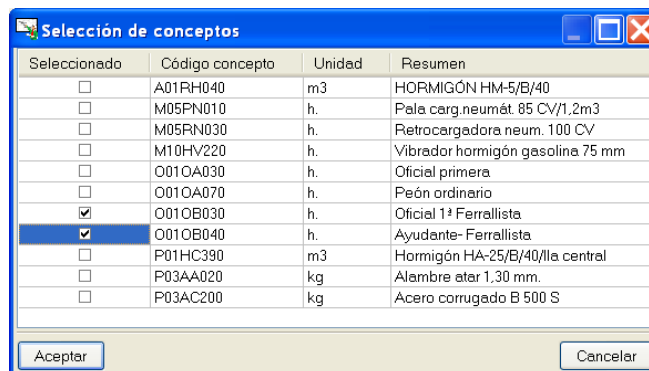 Selección de conceptos
Seleccionado Código concepto Unidad Resumen
A01RH040 m3 HORMIGÓN HM-5/B/40
M05PN010 h. Pala carg.neumát. 85 CV/1,2m3
M05RN030 h. Retrocargadora neum. 100 CV
M10HV220 h. Vibrador hormigón gasolina 75 mm
O01OA030 h. Oficial primera
O01OA070 h. Peón ordinario
O01OB030 h. Oficial 1ª Ferrallista
O01OB040 h. Ayudante- Ferrallista
P01HC390 m3 Hormigón HA-25/B/40/IIa central
P03AA020 kg Alambre atar 1,30 mm.
P03AC200 kg Acero corrugado B 500 S
Aceptar Cancelar